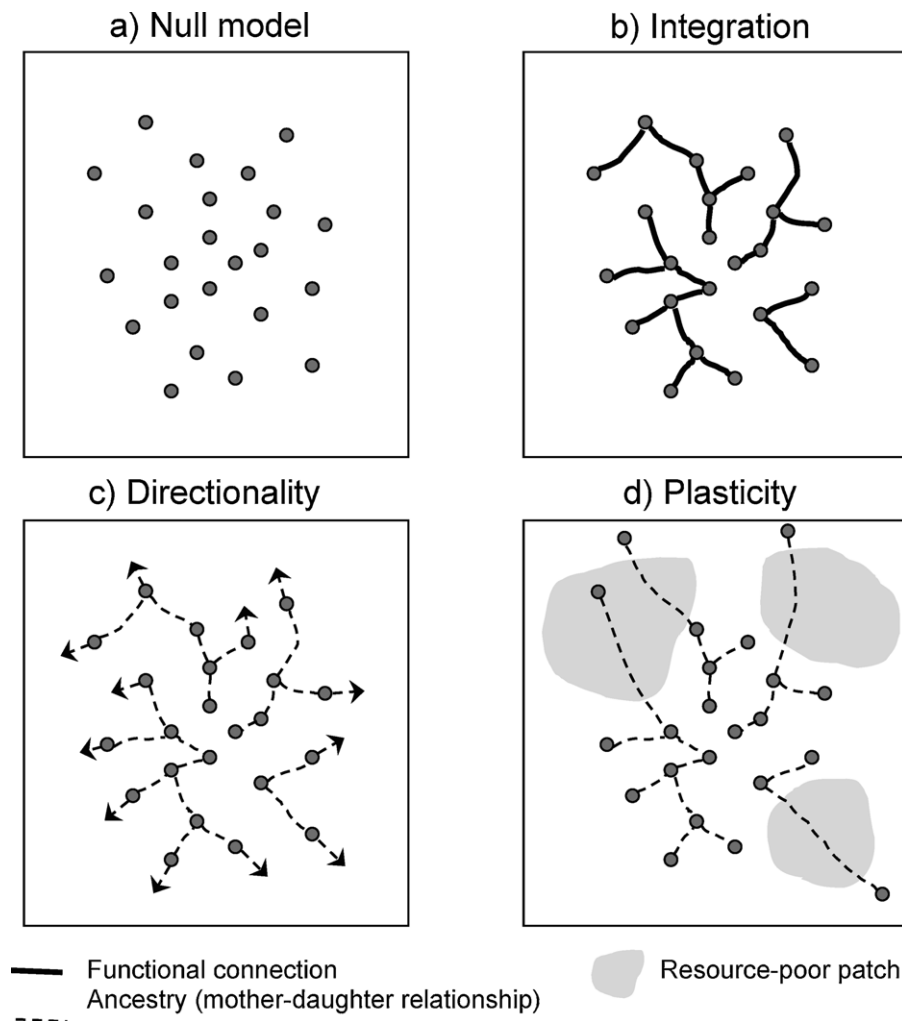 a) Null model
b) Integration
c) Directionality
d) Plasticity
Functional connection
Ancestry (mother-daughter relationship)
Resource-poor patch